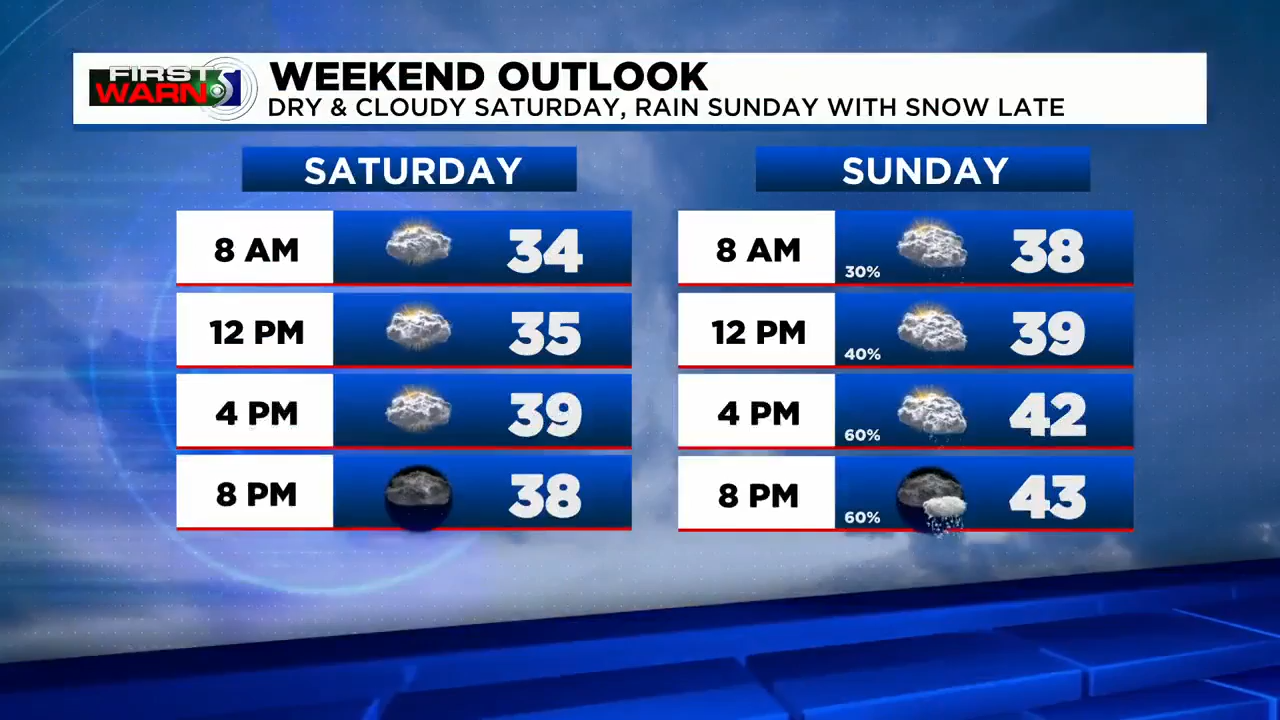 FIRST
WARN 5
WEEKEND OUTLOOK
DRY & CLOUDY SATURDAY, RAIN SUNDAY WITH SNOW LATE
SATURDAY
8 AM 34
12 PM 35
4 PM 39
8 PM 38
SUNDAY
8 AM 30% 38
12 PM 40% 39
4 PM 60% 42
8 PM 60% 43